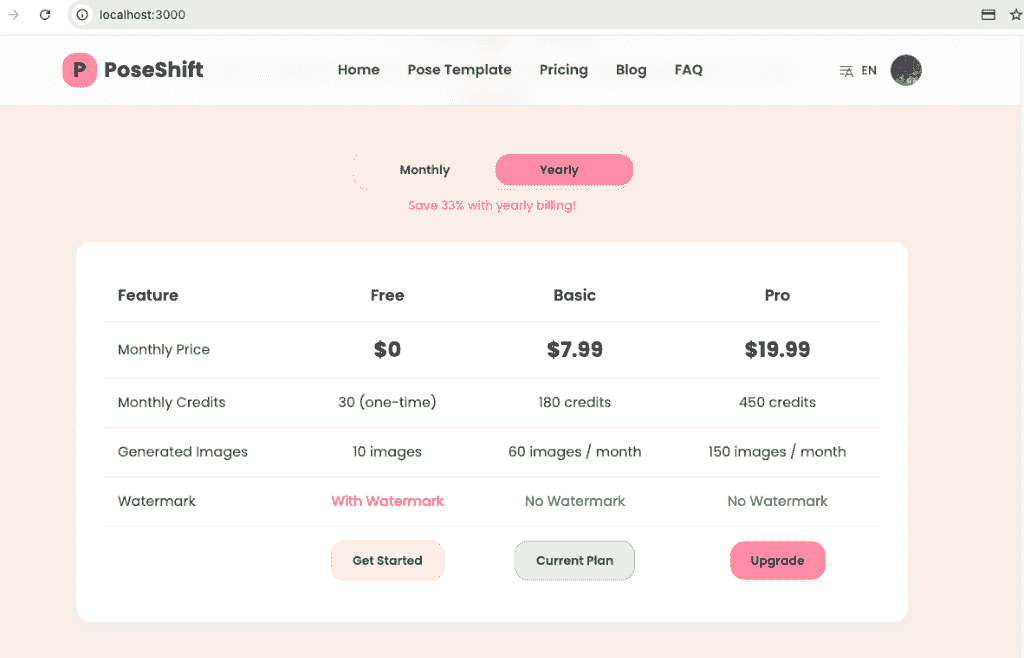 localhost:3000
P PoseShift Home Pose Template Pricing Blog FAQ EN
Monthly Yearly
Save 33% with yearly billing!
Feature Free Basic Pro
Monthly Price $0 $7.99 $19.99
Monthly Credits 30 (one-time) 180 credits 450 credits
Generated Images 10 images 60 images / month 150 images / month
Watermark With Watermark No Watermark No Watermark
Get Started Current Plan Upgrade